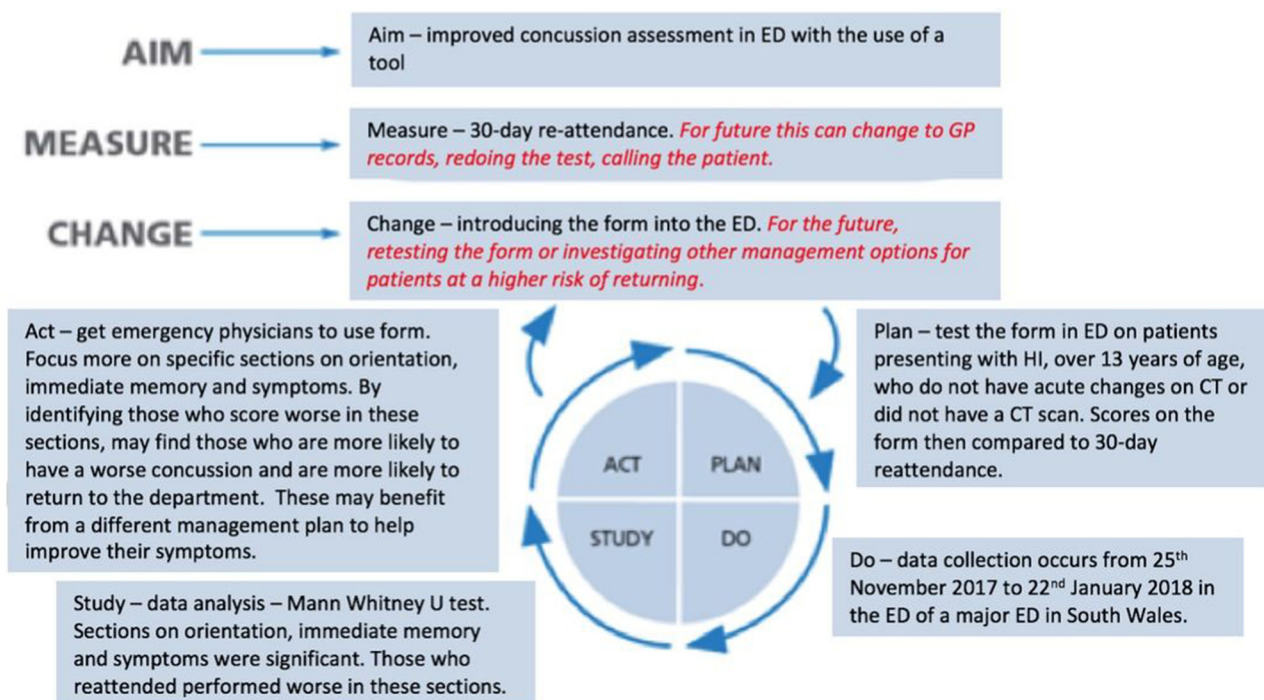 AIM
Aim – improved concussion assessment in ED with the use of a
tool
MEASURE
Measure – 30-day re-attendance. For future this can change to GP
records, redoing the test, calling the patient.
CHANGE
Change – introducing the form into the ED. For the future,
retesting the form or investigating other management options for
patients at a higher risk of returning.
Act – get emergency physicians to use form.
Focus more on specific sections on orientation,
immediate memory and symptoms. By
identifying those who score worse in these
sections, may find those who are more likely to
have a worse concussion and are more likely to
return to the department.  These may benefit
from a different management plan to help
improve their symptoms.
Plan – test the form in ED on patients
presenting with HI, over 13 years of age,
who do not have acute changes on CT or
did not have a CT scan. Scores on the
form then compared to 30-day
reattendance.
ACT
PLAN
STUDY
DO
Do – data collection occurs from 25th
November 2017 to 22nd January 2018 in
the ED of a major ED in South Wales.
Study – data analysis – Mann Whitney U test.
Sections on orientation, immediate memory
and symptoms were significant. Those who
reattended performed worse in these sections.